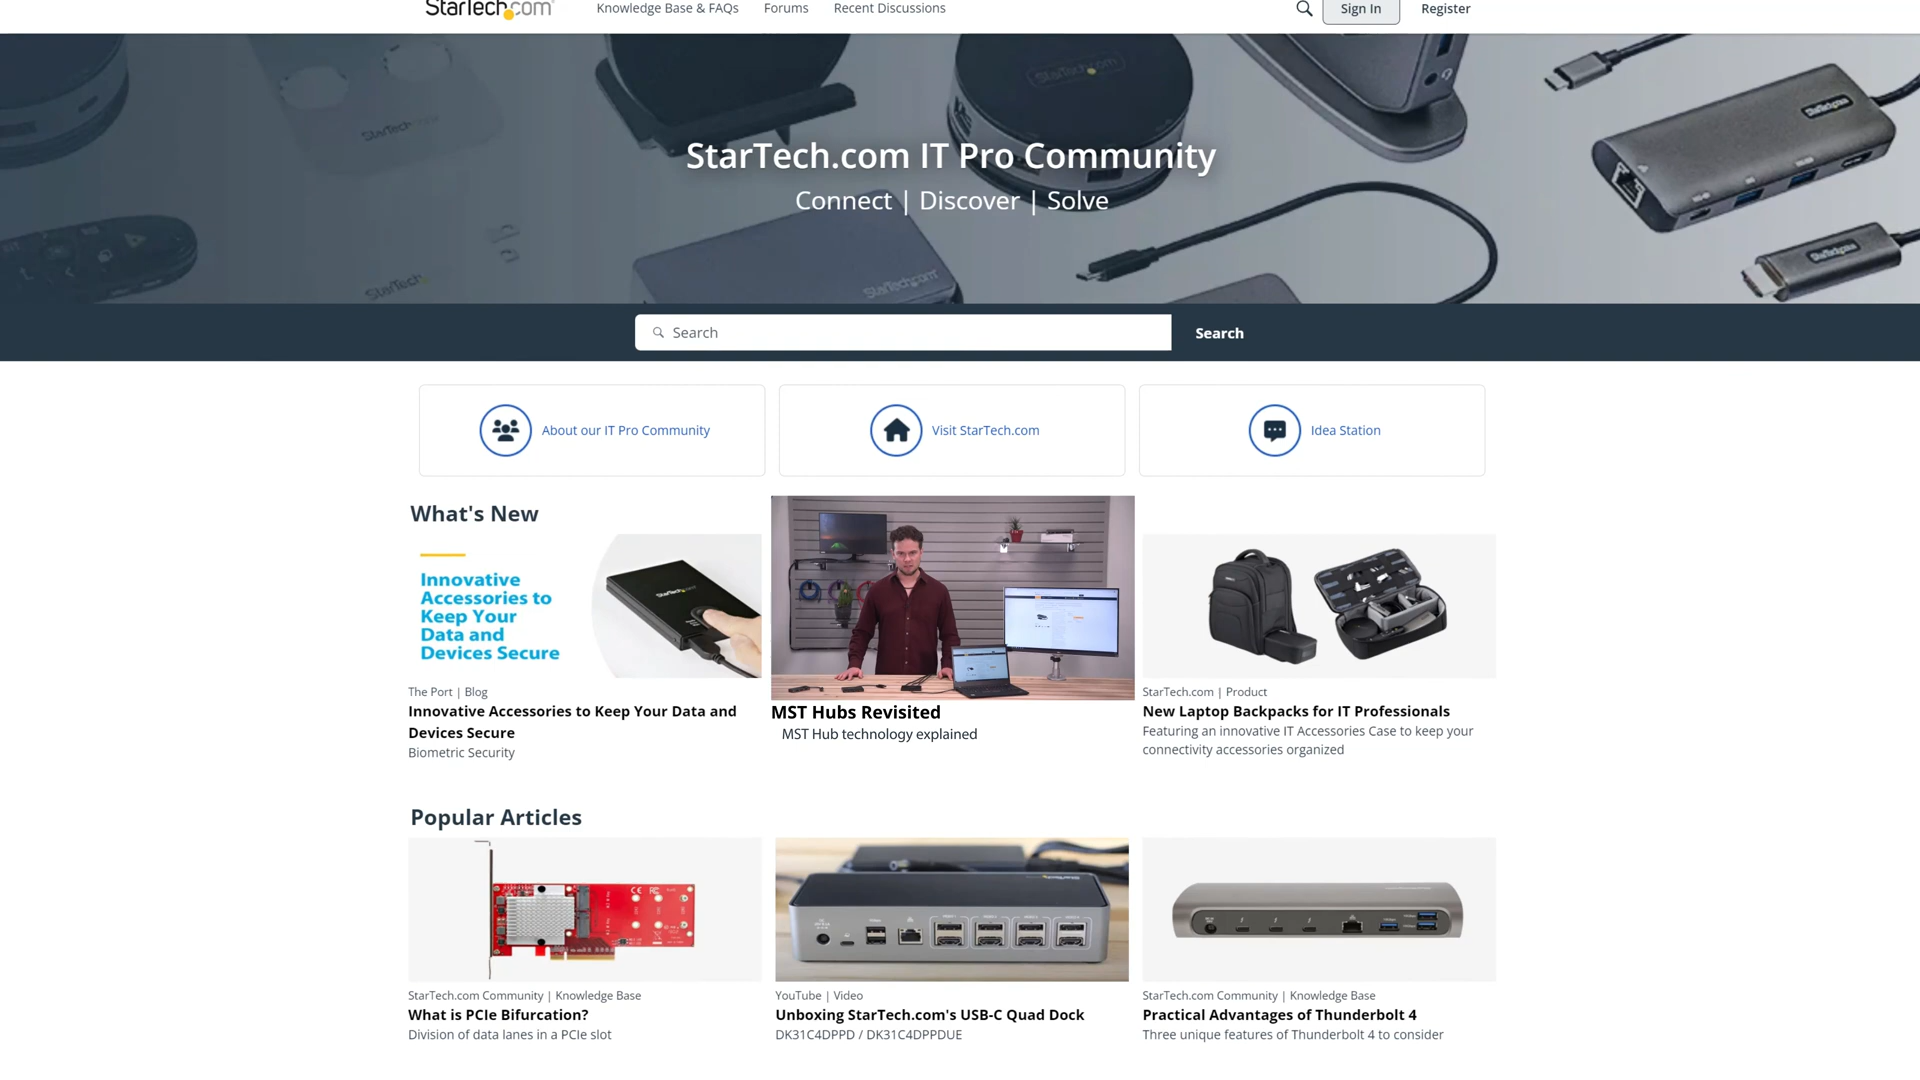 StarTech.com
Knowledge Base & FAQs
Forums
Recent Discussions
Sign In
Register
StarTech.com IT Pro Community
Connect | Discover | Solve
Search
Search
About our IT Pro Community
Visit StarTech.com
Idea Station
What's New
Innovative
Accessories to
Keep Your
Data and
Devices Secure
The Port | Blog
Innovative Accessories to Keep Your Data and
Devices Secure
Biometric Security
MST Hubs Revisited
MST Hub technology explained
StarTech.com | Product
New Laptop Backpacks for IT Professionals
Featuring an innovative IT Accessories Case to keep your
connectivity accessories organized
Popular Articles
StarTech.com Community | Knowledge Base
What is PCIe Bifurcation?
Division of data lanes in a PCIe slot
YouTube | Video
Unboxing StarTech.com's USB-C Quad Dock
DK31C4DPPD / DK31C4DPPDUE
StarTech.com Community | Knowledge Base
Practical Advantages of Thunderbolt 4
Three unique features of Thunderbolt 4 to consider